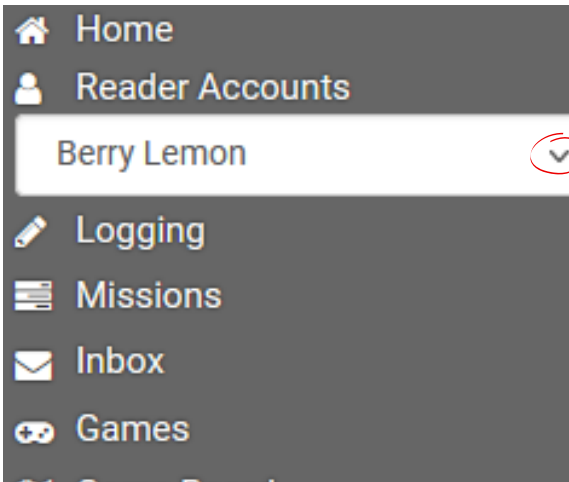 Home
Reader Accounts
Berry Lemon
Logging
Missions
Inbox
Games